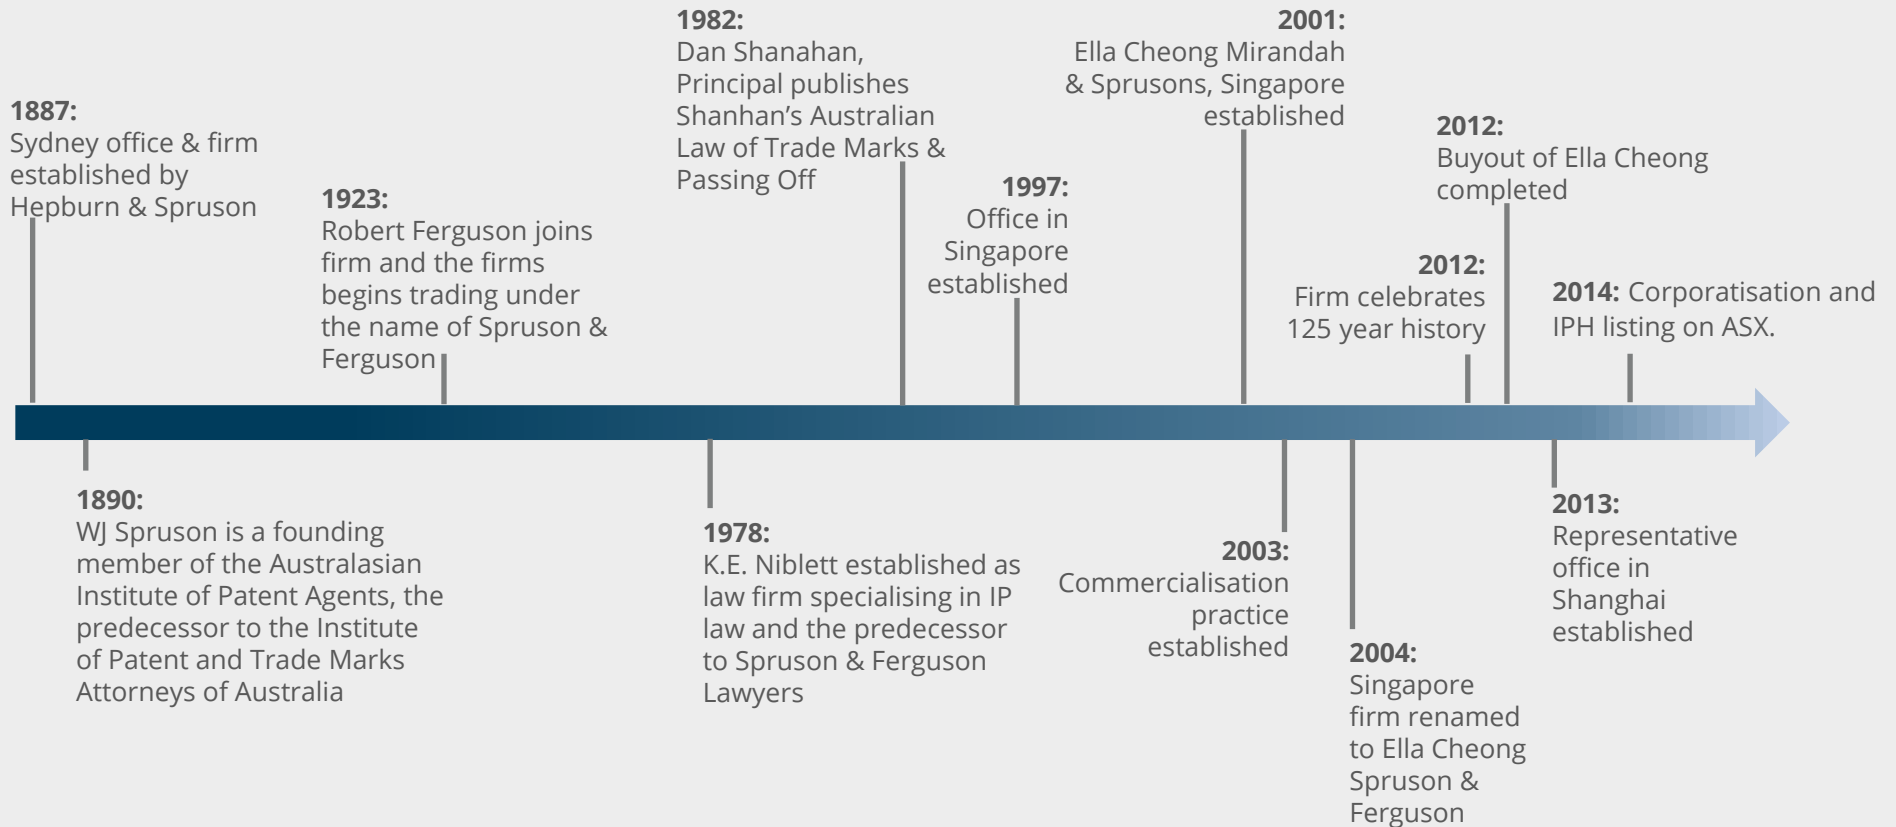 1887:
Sydney office & firm
established by
Hepburn & Spruson
1923:
Robert Ferguson joins
firm and the firms
begins trading under
the name of Spruson &
Ferguson
1982:
Dan Shanahan,
Principal publishes
Shanhan's Australian
Law of Trade Marks &
Passing Off
1997:
Office in
Singapore
established
2001:
Ella Cheong Mirandah
& Sprusons, Singapore
established
2012:
Firm celebrates
125 year history
2012:
Buyout of Ella Cheong
completed
2014: Corporatisation and
IPH listing on ASX.
1890:
WJ Spruson is a founding
member of the Australasian
Institute of Patent Agents, the
predecessor to the Institute
of Patent and Trade Marks
Attorneys of Australia
1978:
K.E. Niblett established as
law firm specialising in IP
law and the predecessor
to Spruson & Ferguson
Lawyers
2003:
Commercialisation
practice
established
2004:
Singapore
firm renamed
to Ella Cheong
Spruson &
Ferguson
2013:
Representative
office in
Shanghai
established